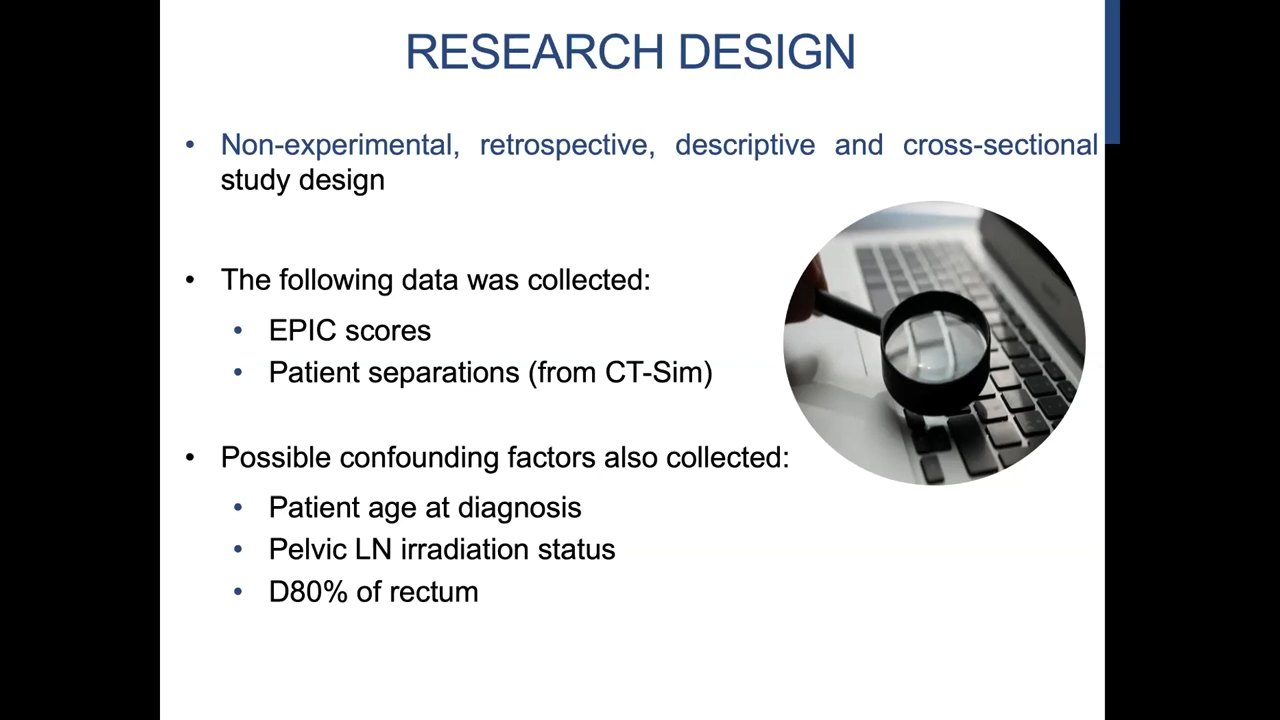 RESEARCH DESIGN
• Non-experimental, retrospective, descriptive and cross-sectional
study design
• The following data was collected:
• EPIC scores
• Patient separations (from CT-Sim)
• Possible confounding factors also collected:
• Patient age at diagnosis
• Pelvic LN irradiation status
• D80% of rectum